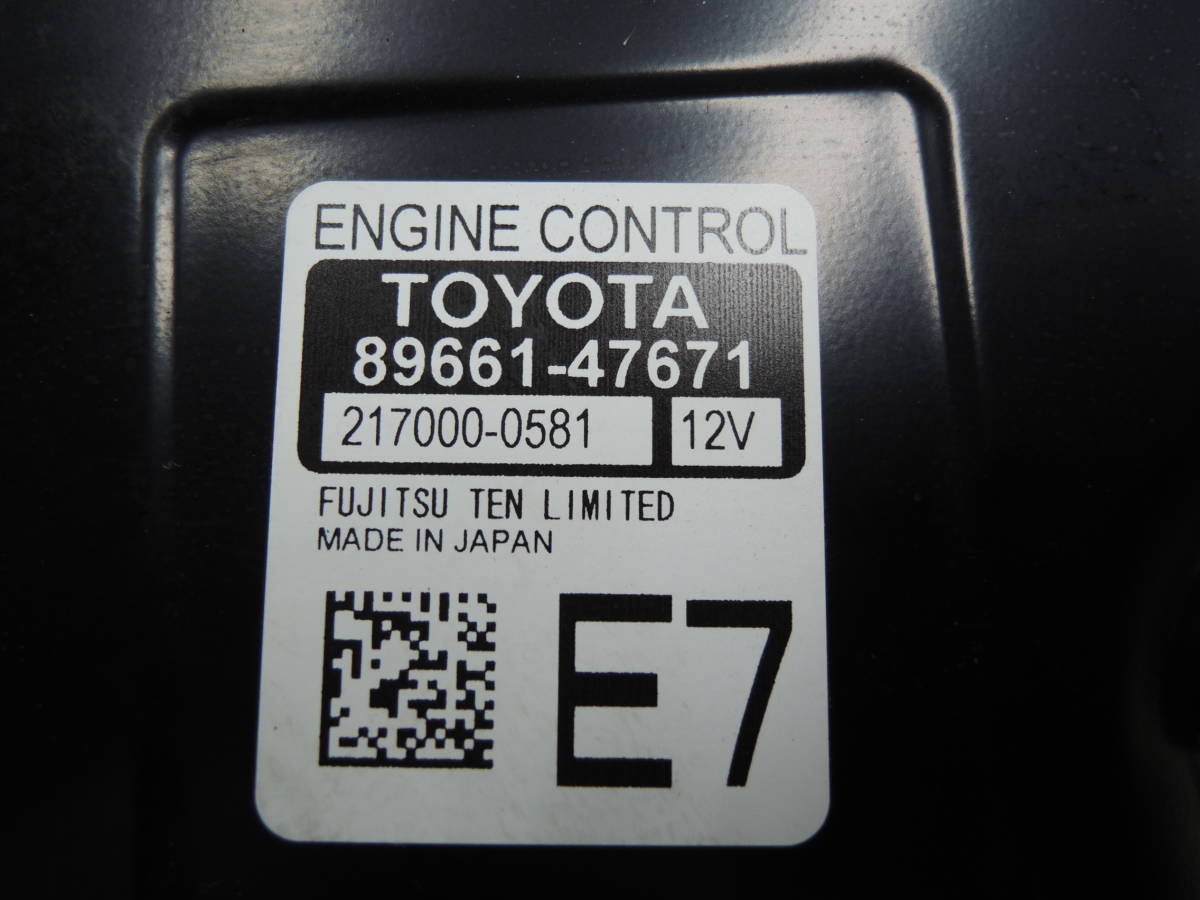 ENGINE CONTROL
TOYOTA
89661-47671
217000-0581 12V
FUJITSU TEN LIMITED
MADE IN JAPAN
E7